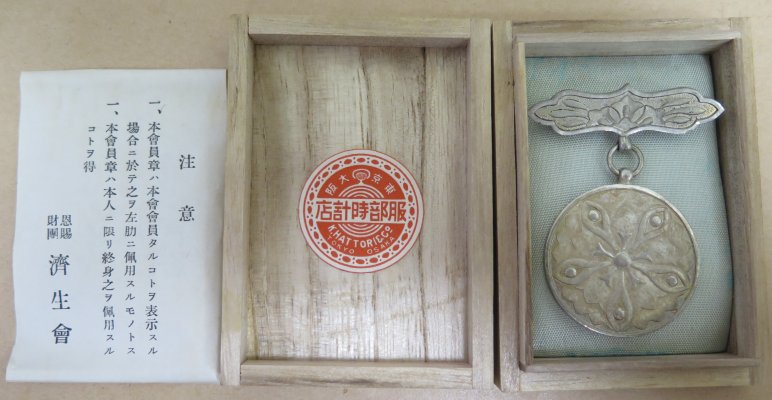 注意
一、本會員章ハ本會會員タルコトヲ表示スル
場合ニ於テ之ヲ左肋ニ佩用スルモノトス
一、本會員章ハ本人ニ限リ終身之ヲ佩用スル
コトヲ得
恩賜
財團
濟生會
東京大阪
店計時部服
K.HATTORI & CO
TOKYO OSAKA